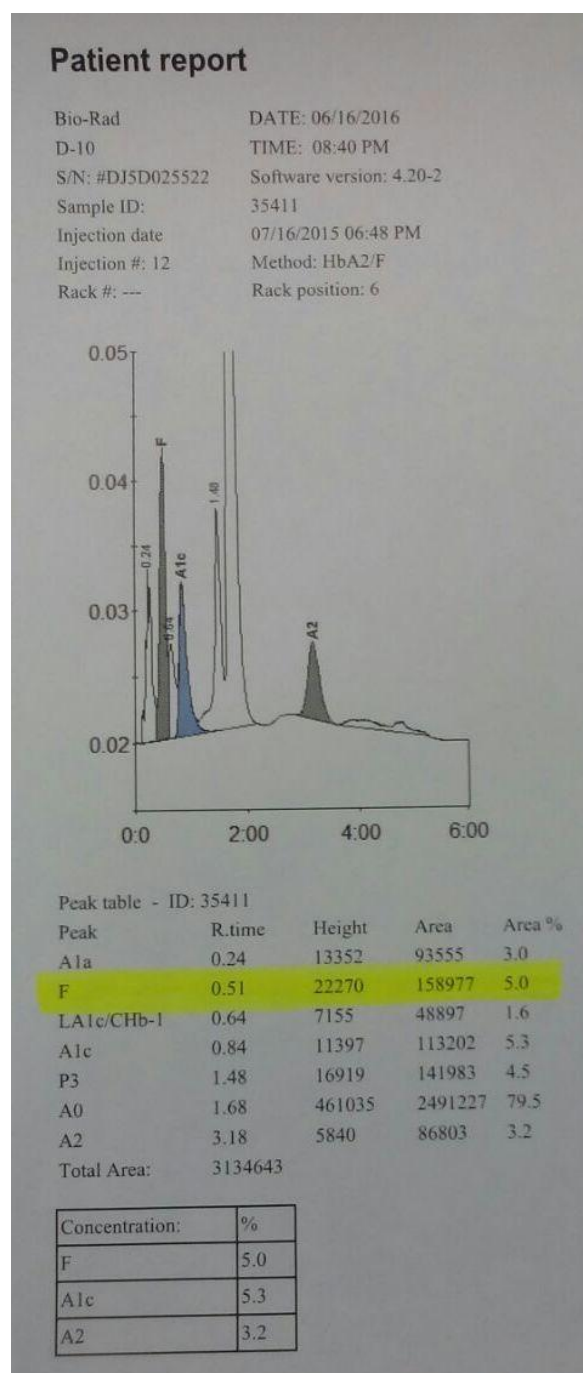 Patient report
Bio-Rad DATE: 06/16/2016
D-10 TIME: 08:40 PM
S/N: #DJ5D025522 Software version: 4.20-2
Sample ID: 35411
Injection date 07/16/2015 06:48 PM
Injection #: 12 Method: HbA2/F
Rack #: --- Rack position: 6
0.05
F
0.04
1.48
0.24
A1c
0.03
0.64
A2
0.02
0:0 2:00 4:00 6:00
Peak table - ID: 35411
Peak R.time Height Area Area %
A1a 0.24 13352 93555 3.0
F 0.51 22270 158977 5.0
LA1c/CHb-1 0.64 7155 48897 1.6
A1c 0.84 11397 113202 5.3
P3 1.48 16919 141983 4.5
A0 1.68 461035 2491227 79.5
A2 3.18 5840 86803 3.2
Total Area: 3134643
Concentration: %
F 5.0
A1c 5.3
A2 3.2